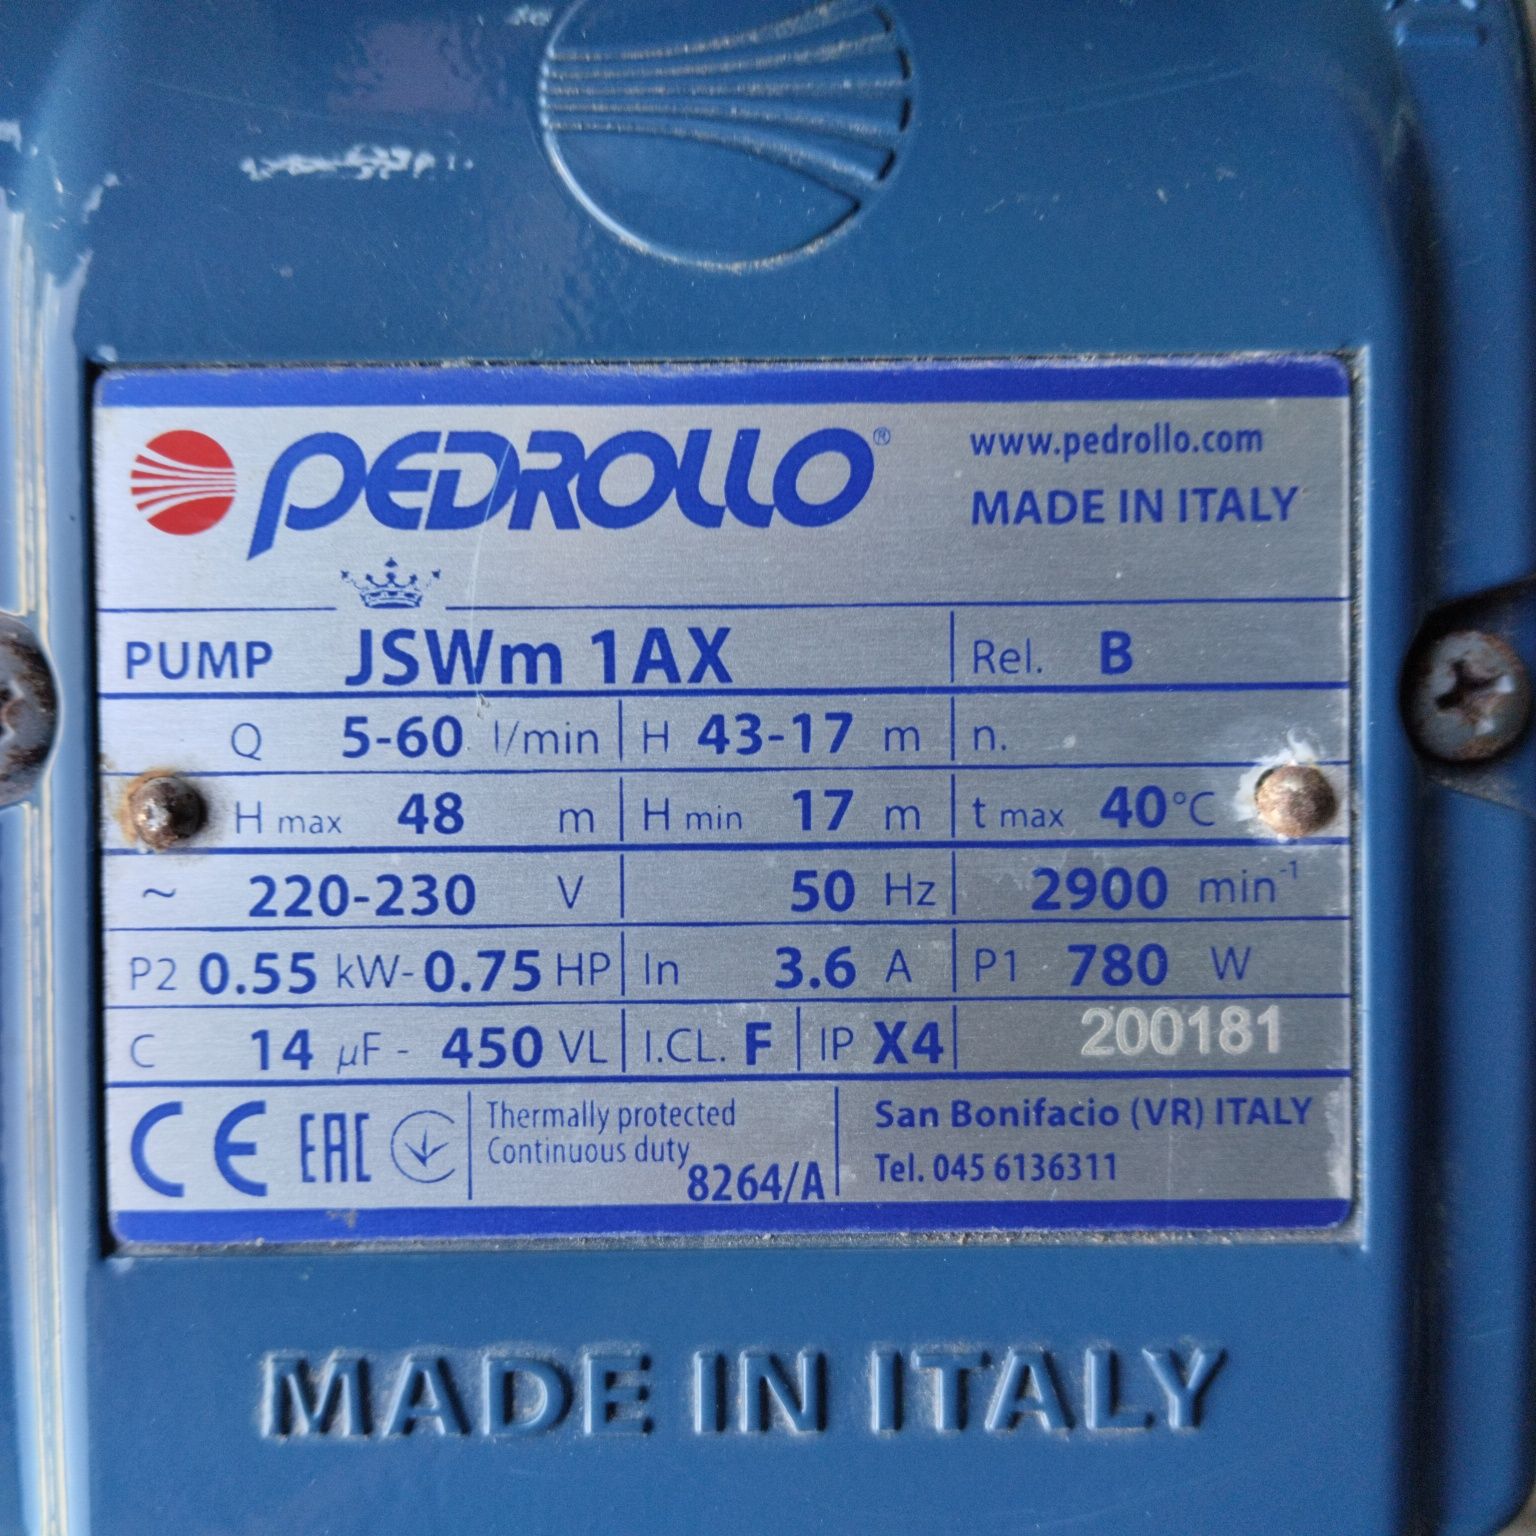 PEDROLLO®
www.pedrollo.com
MADE IN ITALY
PUMP JSWm 1AX Rel. B
Q 5-60 l/min H 43-17 m n.
H max 48 m H min 17 m t max 40°C
~ 220-230 V 50 Hz 2900 min-1
P2 0.55 kW-0.75 HP In 3.6 A P1 780 W
C 14 µF - 450 VL I.CL. F IP X4 200181
CE EAC Thermally protected
Continuous duty
8264/A
San Bonifacio (VR) ITALY
Tel. 045 6136311
MADE IN ITALY